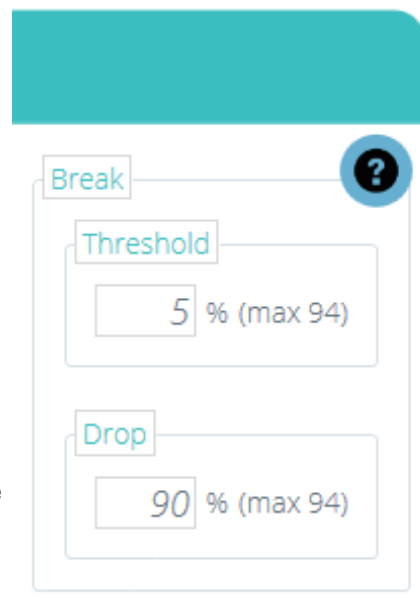 ?
Break
Threshold
5 % (max 94)
Drop
90 % (max 94)